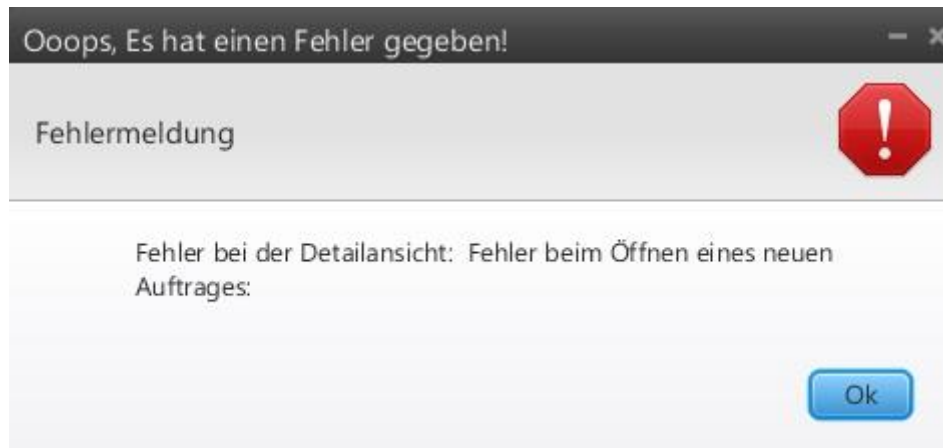 Ooops, Es hat einen Fehler gegeben!
Fehlermeldung
Fehler bei der Detailansicht:  Fehler beim Öffnen eines neuen
Auftrages:
Ok